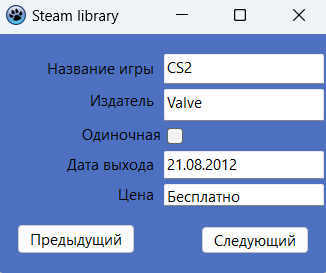 Steam library
Название игры CS2
Издатель Valve
Одиночная
Дата выхода 21.08.2012
Цена Бесплатно
Предыдущий Следующий